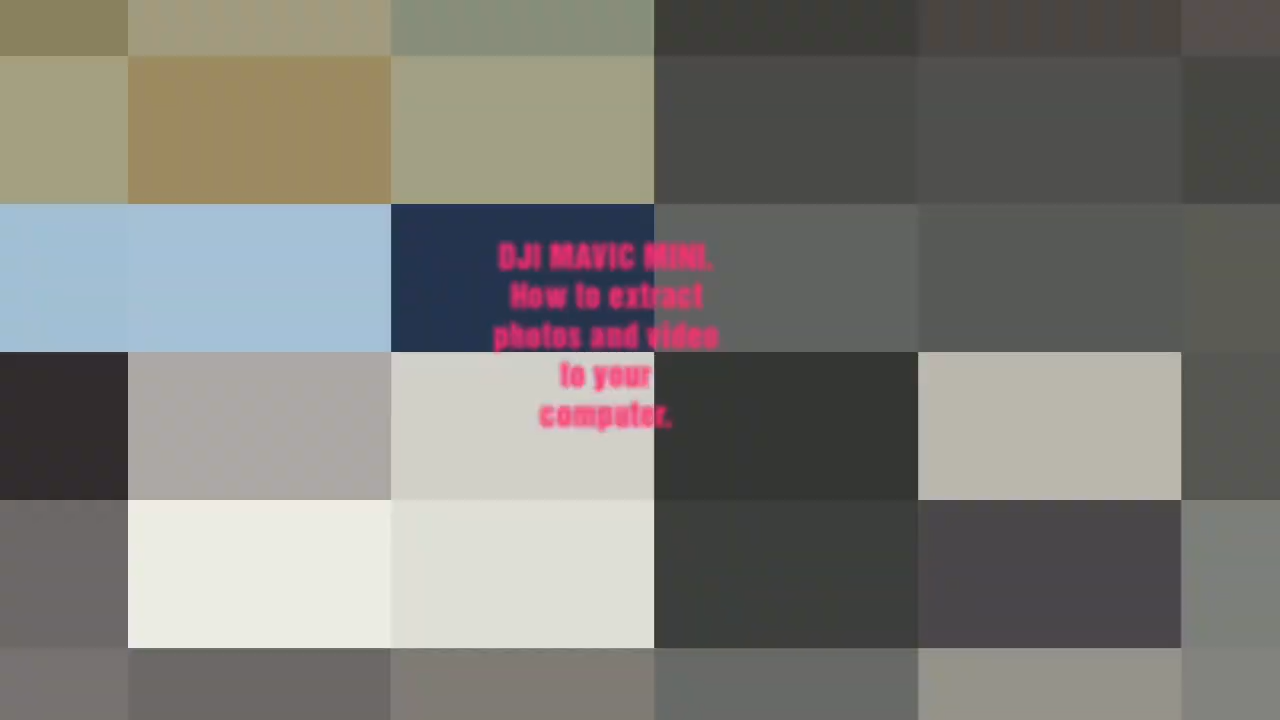 DJI MAVIC MINI.
How to extract
photos and video
to your
computer.